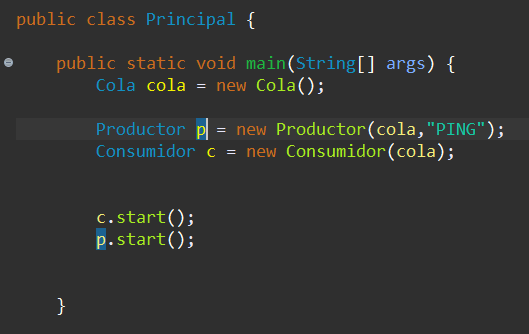 public class Principal {
public static void main(String[] args) {
Cola cola = new Cola();
Productor p = new Productor(cola,"PING");
Consumidor c = new Consumidor(cola);
c.start();
p.start();
}